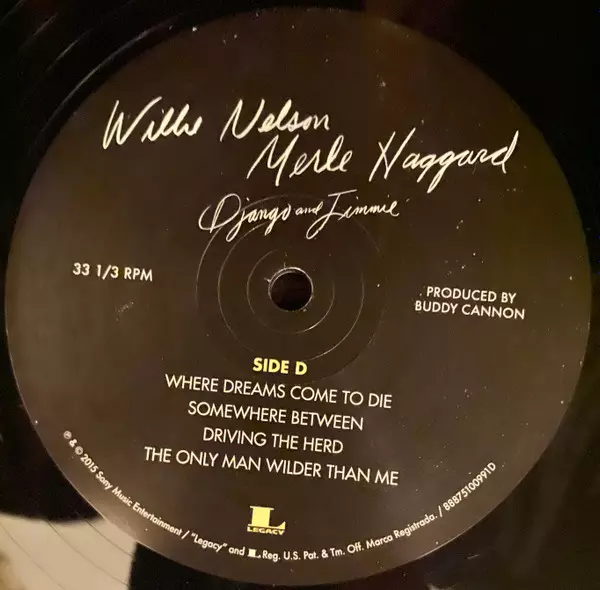 Willie Nelson
Merle Haggard
Django and Jimmie
33 1/3 RPM
PRODUCED BY
BUDDY CANNON
SIDE D
WHERE DREAMS COME TO DIE
SOMEWHERE BETWEEN
DRIVING THE HERD
THE ONLY MAN WILDER THAN ME
L
LEGACY
℗ & © 2015 Sony Music Entertainment / "Legacy" and L Reg. U.S. Pat. & Tm. Off. Marca Registrada. / 88875100991D